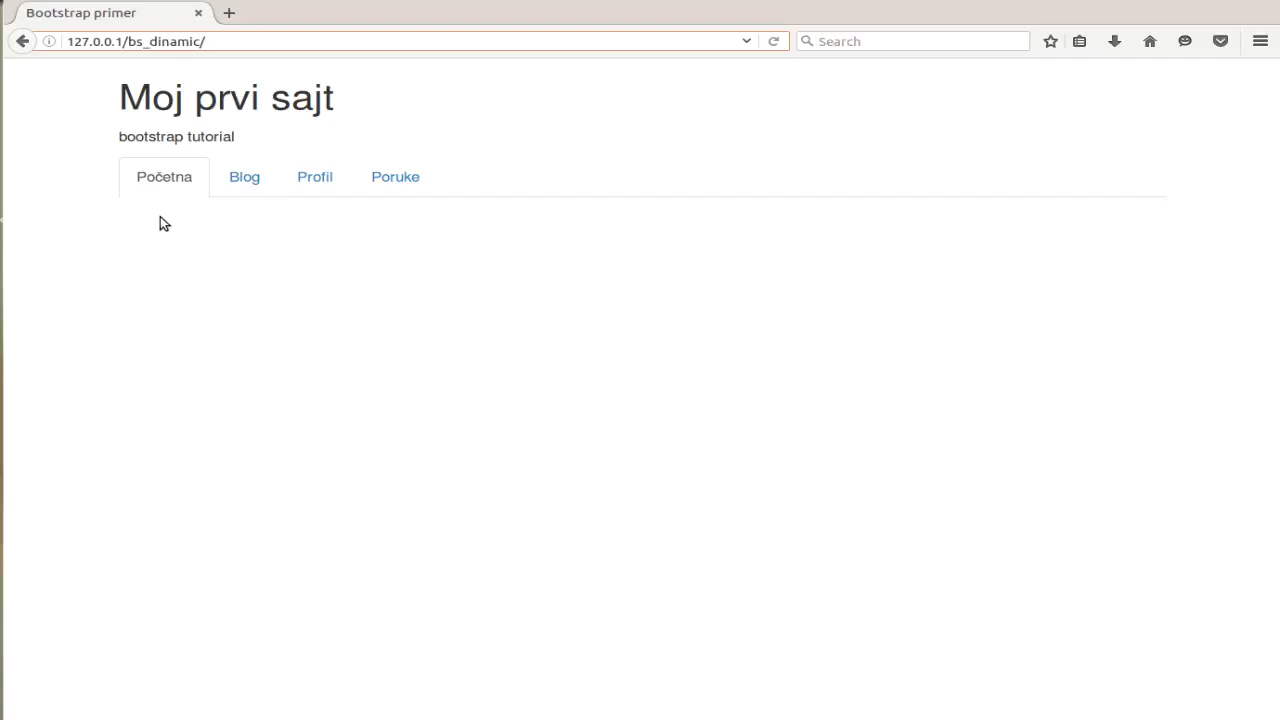 Bootstrap primer
127.0.0.1/bs_dinamic/
Search
Moj prvi sajt
bootstrap tutorial
Početna Blog Profil Poruke